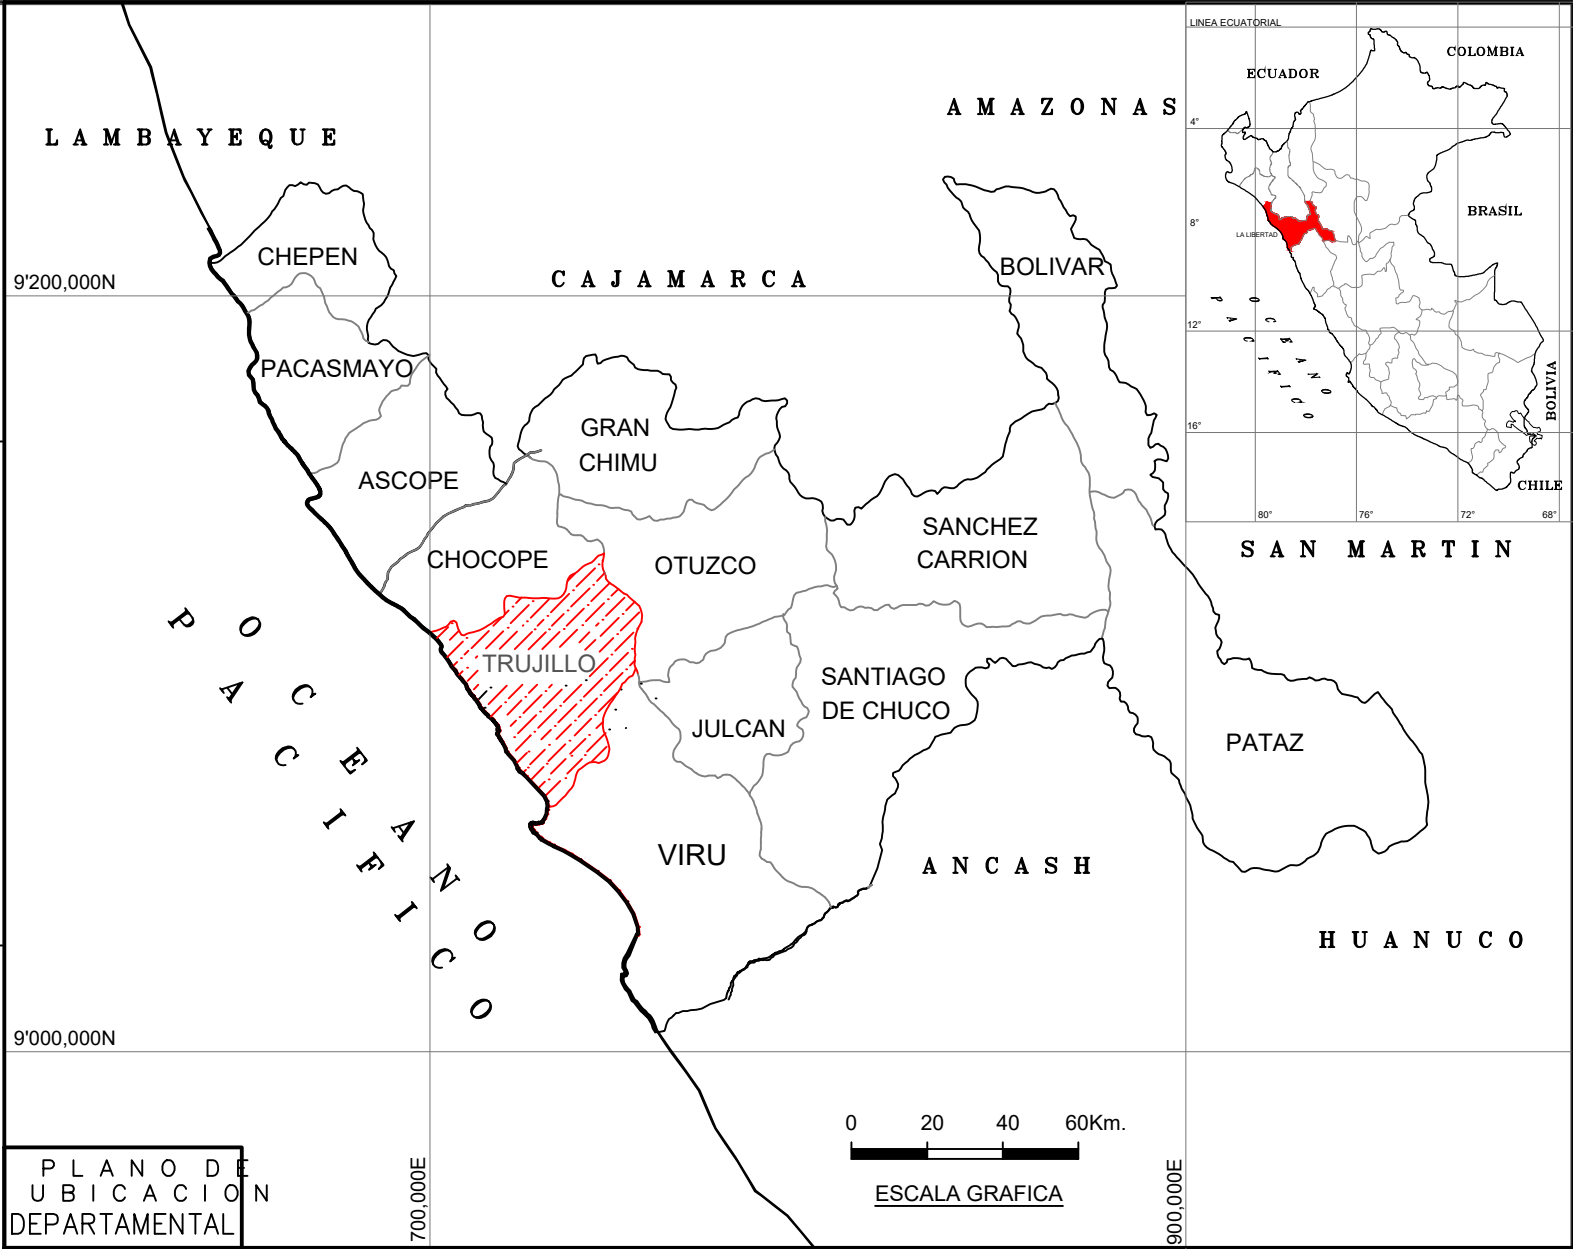 LINEA ECUATORIAL
COLOMBIA
ECUADOR
AMAZONAS
4°
LAMBAYEQUE
BRASIL
8°
LA LIBERTAD
CHEPEN
BOLIVAR
CAJAMARCA
9'200,000N
OCEANO
PACIFICO
12°
PACASMAYO
BOLIVIA
GRAN
CHIMU
16°
ASCOPE
CHILE
80°
76°
72°
68°
SANCHEZ
CARRION
SAN MARTIN
CHOCOPE
OTUZCO
OCEANO
PACIFICO
TRUJILLO
SANTIAGO
DE CHUCO
JULCAN
PATAZ
VIRU
ANCASH
HUANUCO
9'000,000N
0 20 40 60Km.
ESCALA GRAFICA
700,000E
900,000E
PLANO DE
UBICACION
DEPARTAMENTAL